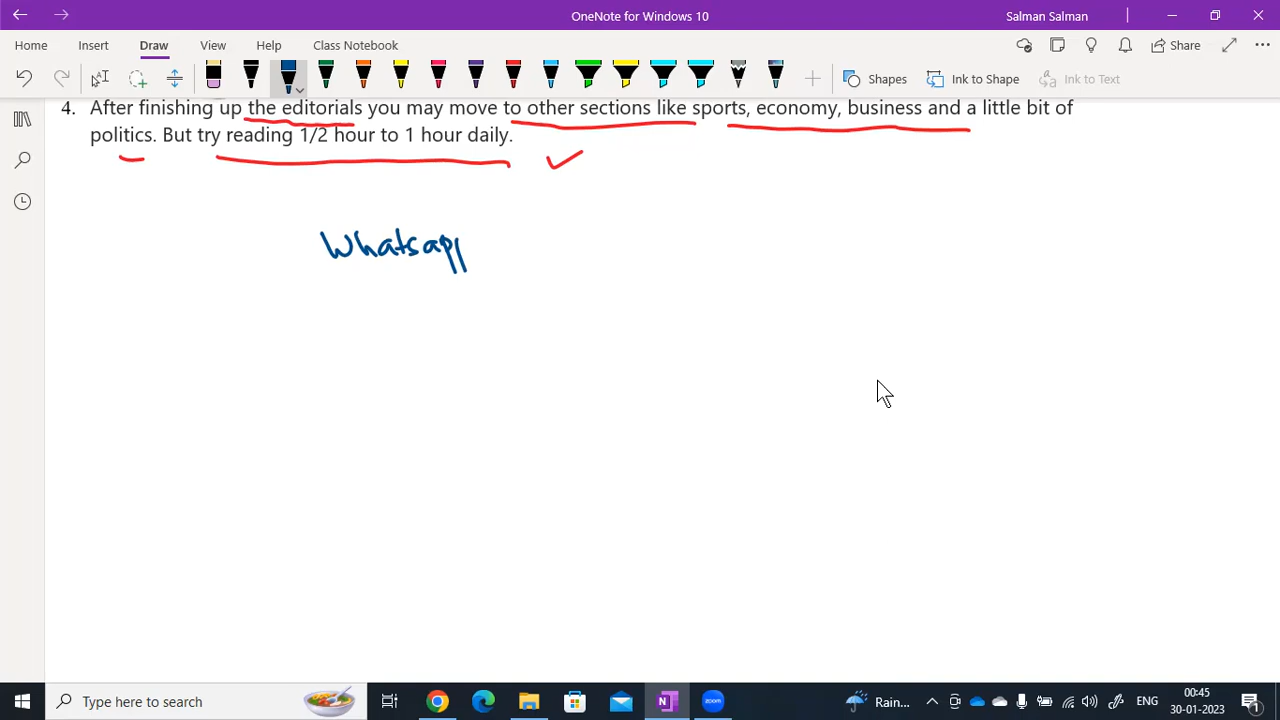 OneNote for Windows 10
Salman Salman
Home Insert Draw View Help Class Notebook Share
Shapes Ink to Shape Ink to Text
4. After finishing up the editorials you may move to other sections like sports, economy, business and a little bit of
politics. But try reading 1/2 hour to 1 hour daily.
Whatsapp
Type here to search
zoom
Rain...
ENG
00:45
30-01-2023
1